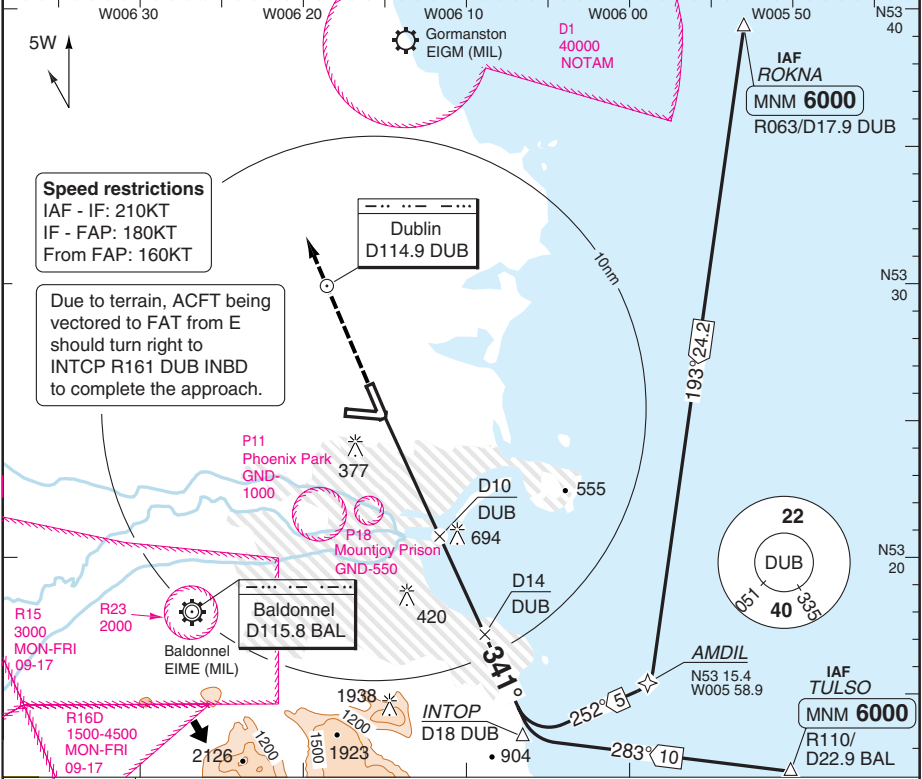 W006 30
W006 20
W006 10
W006 00
W005 50
N53
40
5W
Gormanston
EIGM (MIL)
D1
40000
NOTAM
IAF
ROKNA
MNM 6000
R063/D17.9 DUB
Speed restrictions
IAF - IF: 210KT
IF - FAP: 180KT
From FAP: 160KT
Dublin
D114.9 DUB
10nm
N53
30
Due to terrain, ACFT being
vectored to FAT from E
should turn right to
INTCP R161 DUB INBD
to complete the approach.
193° 24.2
P11
Phoenix Park
GND-
1000
377
D10
DUB
555
694
P18
Mountjoy Prison
GND-550
22
DUB
051
335
40
N53
20
D14
DUB
420
R15
3000
MON-FRI
09-17
R23
2000
Baldonnel
D115.8 BAL
Baldonnel
EIME (MIL)
341°
AMDIL
N53 15.4
W005 58.9
252° 5
IAF
TULSO
MNM 6000
R110/
D22.9 BAL
R16D
1500-4500
MON-FRI
09-17
1938
1200
INTOP
D18 DUB
283° 10
2126
1200
1500
1923
904